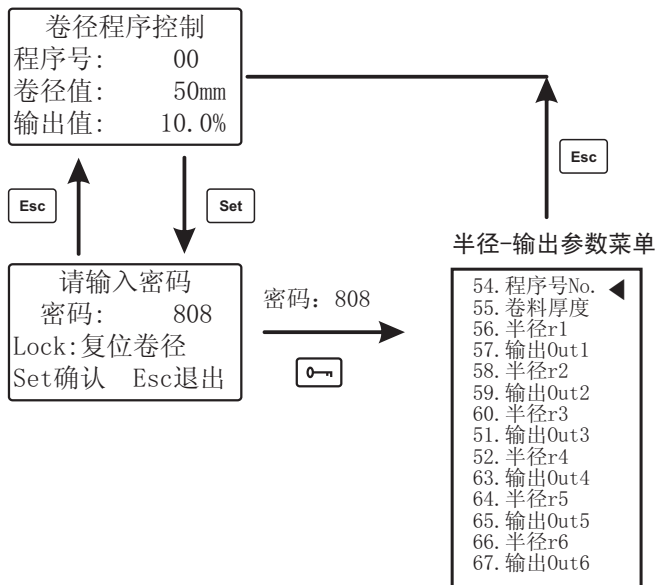 卷径程序控制
程序号: 00
卷径值: 50mm
输出值: 10.0%
Esc
Esc
Set
请输入密码
密码: 808
Lock:复位卷径
Set确认 Esc退出
密码: 808
半径-输出参数菜单
54.程序号No.
55.卷料厚度
56.半径r1
57.输出Out1
58.半径r2
59.输出Out2
60.半径r3
51.输出Out3
52.半径r4
63.输出Out4
64.半径r5
65.输出Out5
66.半径r6
67.输出Out6